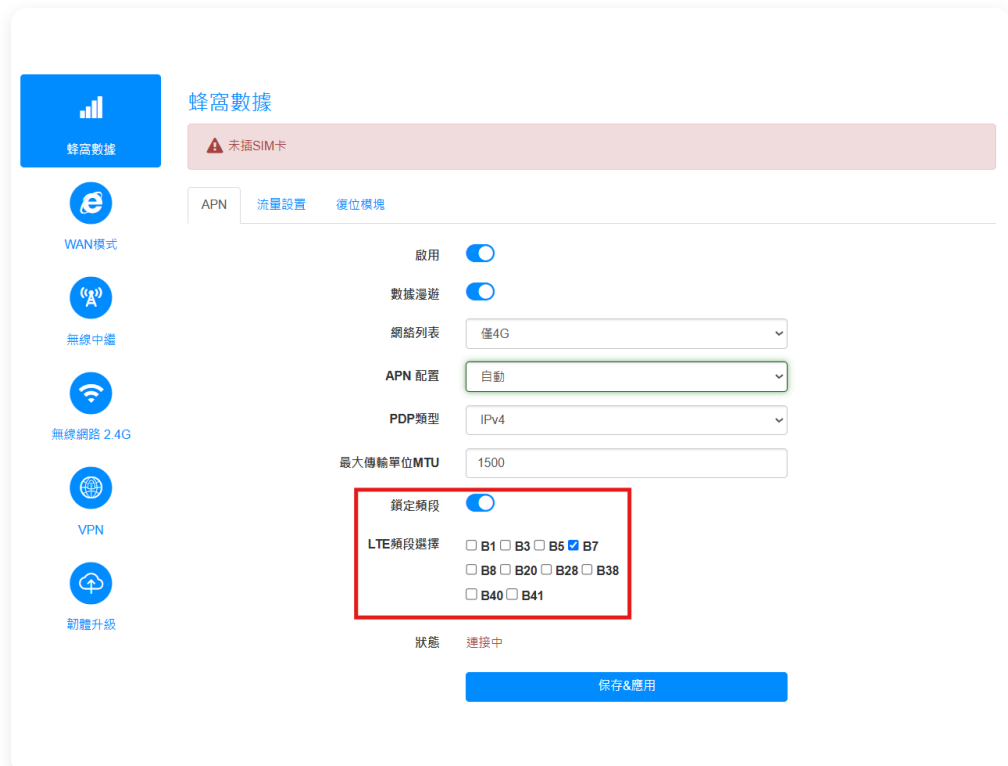 蜂窩數據
WAN模式
無線中繼
無線網路 2.4G
VPN
韌體升級
蜂窩數據
未插SIM卡
APN 流量設置 復位模塊
啟用
數據漫遊
網絡列表 僅4G
APN 配置 自動
PDP類型 IPv4
最大傳輸單位MTU 1500
鎖定頻段
LTE頻段選擇 B1 B3 B5 B7
B8 B20 B28 B38
B40 B41
狀態 連接中
保存&應用